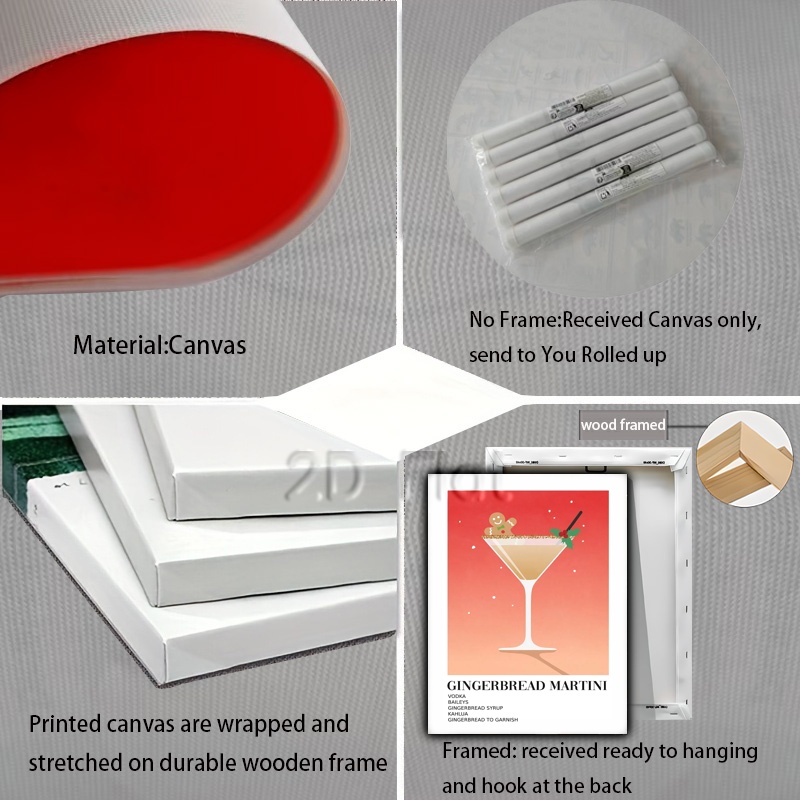 Material:Canvas
No Frame:Received Canvas only,
send to You Rolled up
2D Flat
wood framed
GINGERBREAD MARTINI
VODKA
BAILEYS
GINGERBREAD SYRUP
KAHLUA
GINGERBREAD TO GARNISH
Printed canvas are wrapped and
stretched on durable wooden frame
Framed: received ready to hanging
and hook at the back